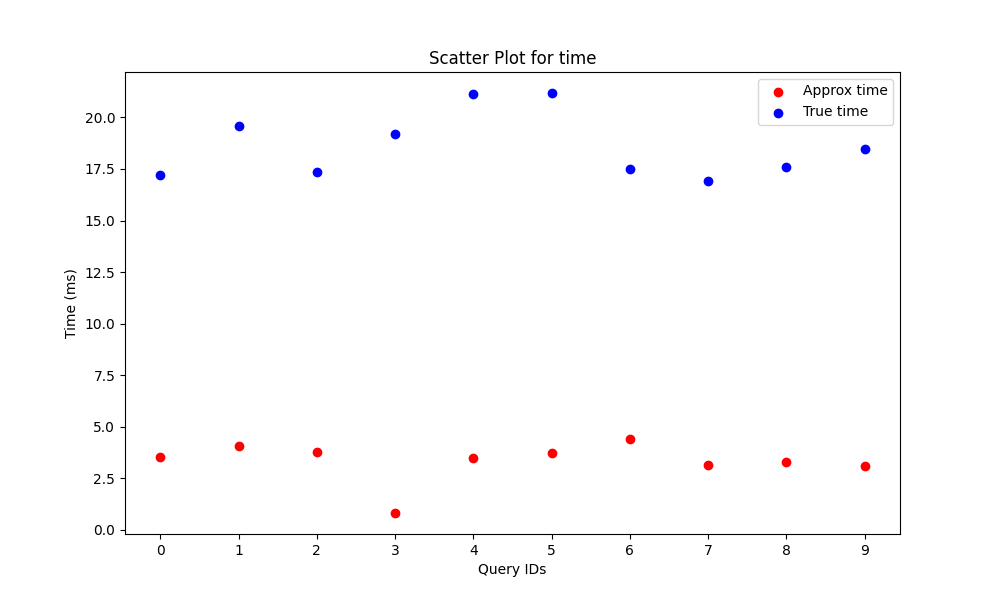 Scatter Plot for time
Approx time
True time
20.0
17.5
15.0
12.5
10.0
7.5
5.0
2.5
0.0
Time (ms)
0 1 2 3 4 5 6 7 8 9
Query IDs